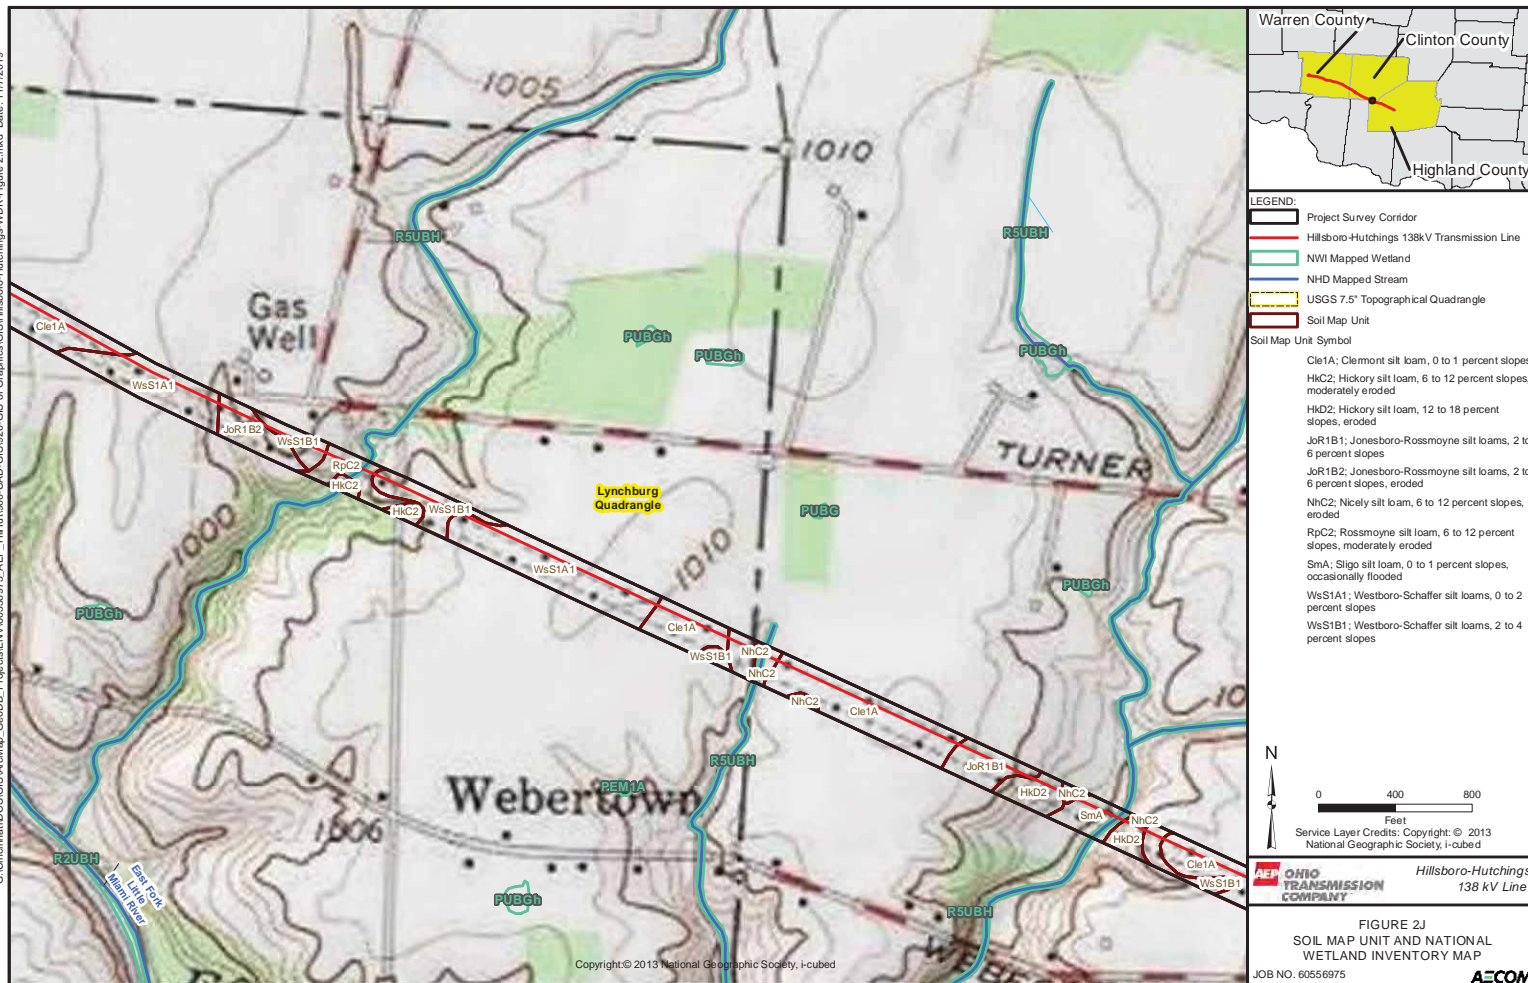 1005
1010
R5UBH
R5UBH
Gas
Well
Cle1A
WsS1A1
PUBGh
PUBGh
PUBGh
JoR1B2
WsS1B1
RpC2
HkC2
HkC2
WsS1B1
TURNER
Lynchburg
Quadrangle
PUBG
1000
1010
WsS1A1
PUBGh
PUBGh
Cle1A
WsS1B1
NhC2
NhC2
NhC2
Cle1A
10
R5UBH
JoR1B1
HkD2
NhC2
SmA
NhC2
HkD2
Cle1A
WsS1B1
PEM1A
Webertown
1006
R2UBH
East Fork
Little
Miami River
PUBGh
R5UBH
Copyright:© 2013 National Geographic Society, i-cubed
Warren County
Clinton County
Highland County
LEGEND:
Project Survey Corridor
Hillsboro-Hutchings 138kV Transmission Line
NWI Mapped Wetland
NHD Mapped Stream
USGS 7.5" Topographical Quadrangle
Soil Map Unit
Soil Map Unit Symbol
Cle1A; Clermont silt loam, 0 to 1 percent slopes
HkC2; Hickory silt loam, 6 to 12 percent slopes,
moderately eroded
HkD2; Hickory silt loam, 12 to 18 percent
slopes, eroded
JoR1B1; Jonesboro-Rossmoyne silt loams, 2 to
6 percent slopes
JoR1B2; Jonesboro-Rossmoyne silt loams, 2 to
6 percent slopes, eroded
NhC2; Nicely silt loam, 6 to 12 percent slopes,
eroded
RpC2; Rossmoyne silt loam, 6 to 12 percent
slopes, moderately eroded
SmA; Sligo silt loam, 0 to 1 percent slopes,
occasionally flooded
WsS1A1; Westboro-Schaffer silt loams, 0 to 2
percent slopes
WsS1B1; Westboro-Schaffer silt loams, 2 to 4
percent slopes
N
0 400 800
Feet
Service Layer Credits: Copyright: © 2013
National Geographic Society, i-cubed
AEP OHIO
TRANSMISSION
COMPANY
Hillsboro-Hutchings
138 kV Line
FIGURE 2J
SOIL MAP UNIT AND NATIONAL
WETLAND INVENTORY MAP
JOB NO. 60556975
AECOM